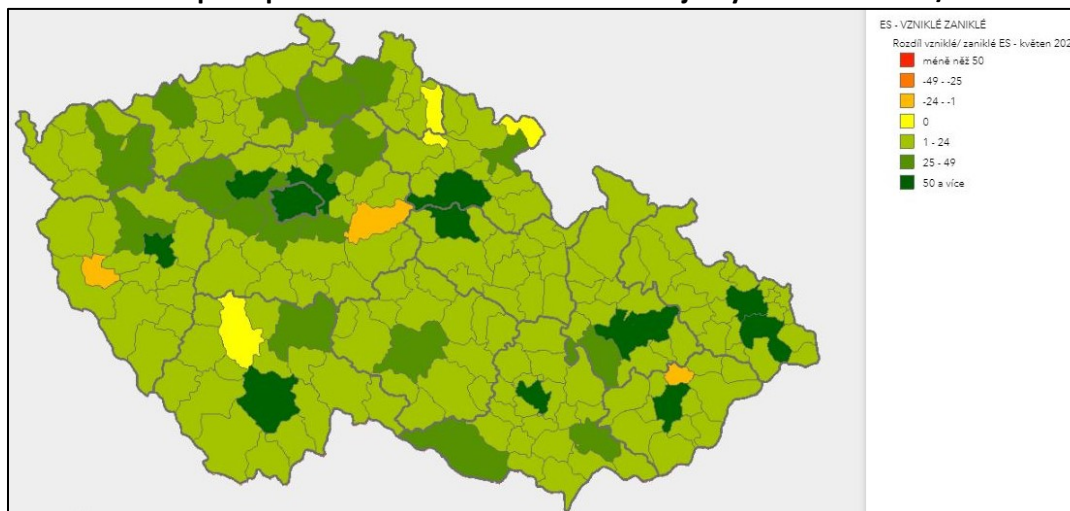 ES - VZNIKLÉ ZANIKLÉ
Rozdíl vzniklé/ zaniklé ES - květen 202
méně něž 50
-49 - -25
-24 - -1
0
1 - 24
25 - 49
50 a více